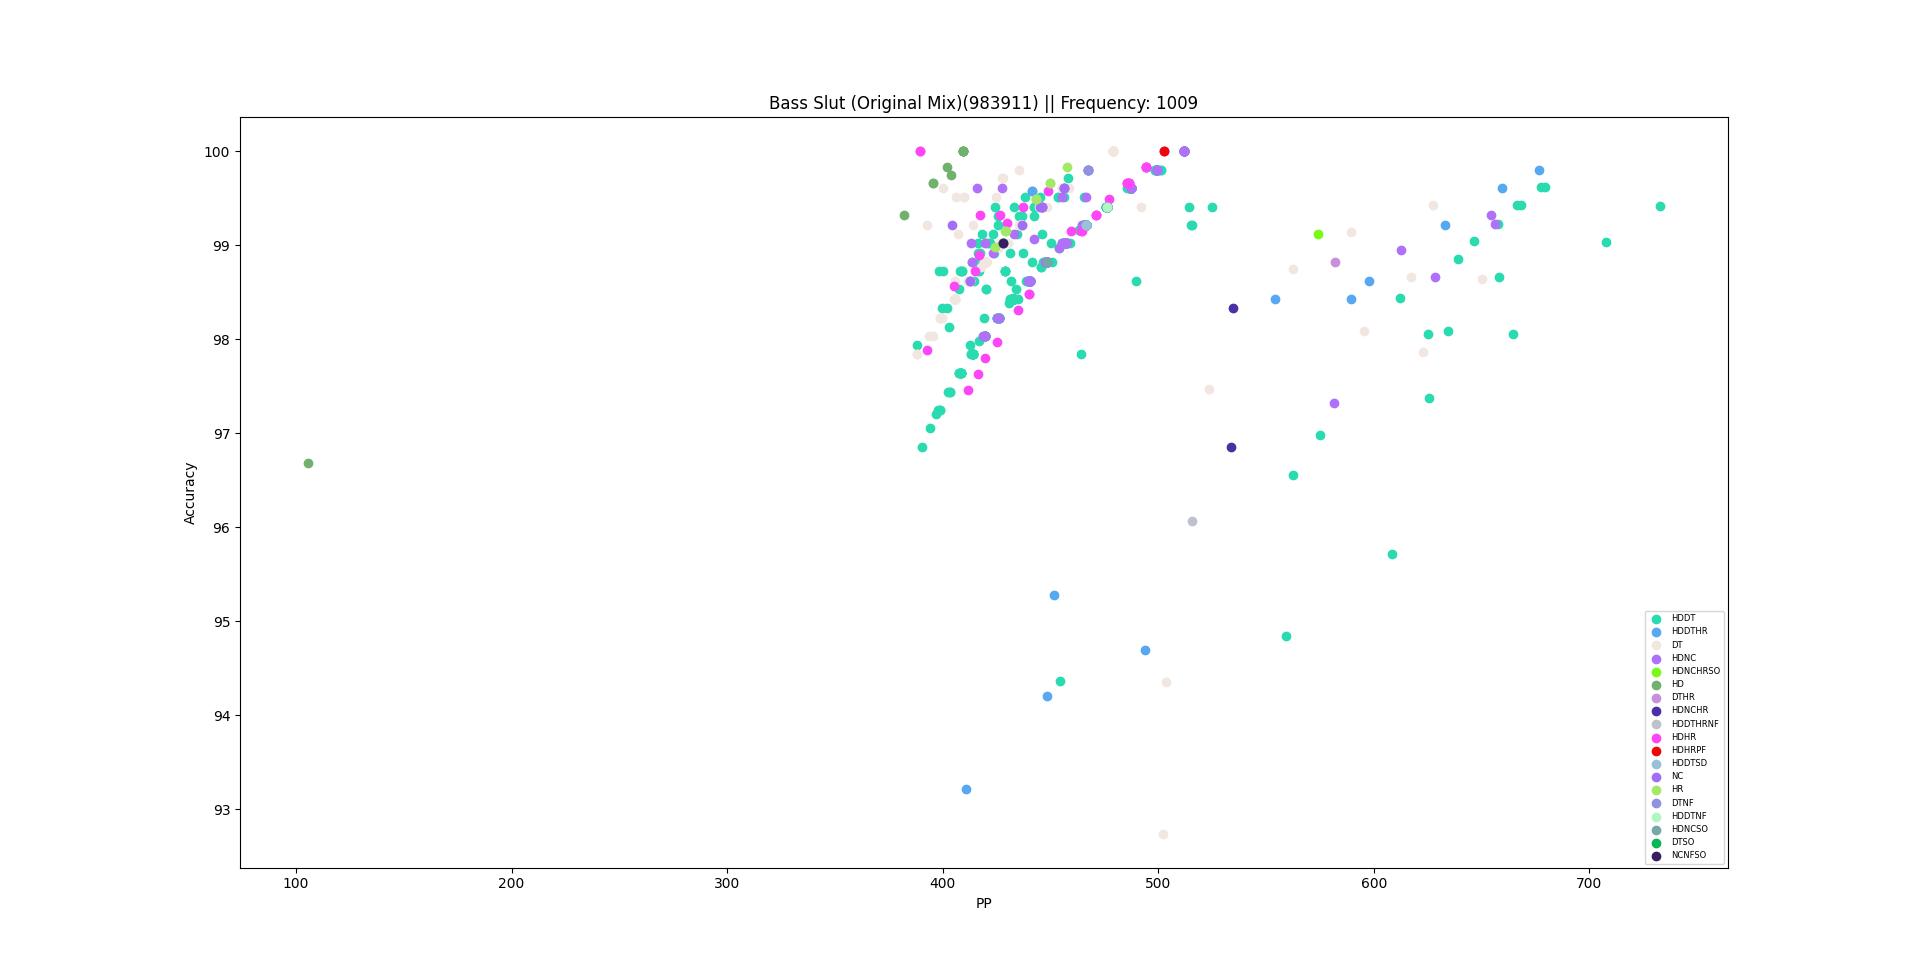 Bass Slut (Original Mix)(983911) || Frequency: 1009
100
99
98
97
96
95
94
93
Accuracy
100
200
300
400
500
600
700
PP
HDDT
HDDTHR
DT
HDNC
HDNCHRSO
HD
DTHR
HDNCHR
HDDTHRNF
HDHR
HDHRPF
HDDTSD
NC
HR
DTNF
HDDTNF
HDNCSO
DTSO
NCNFSO